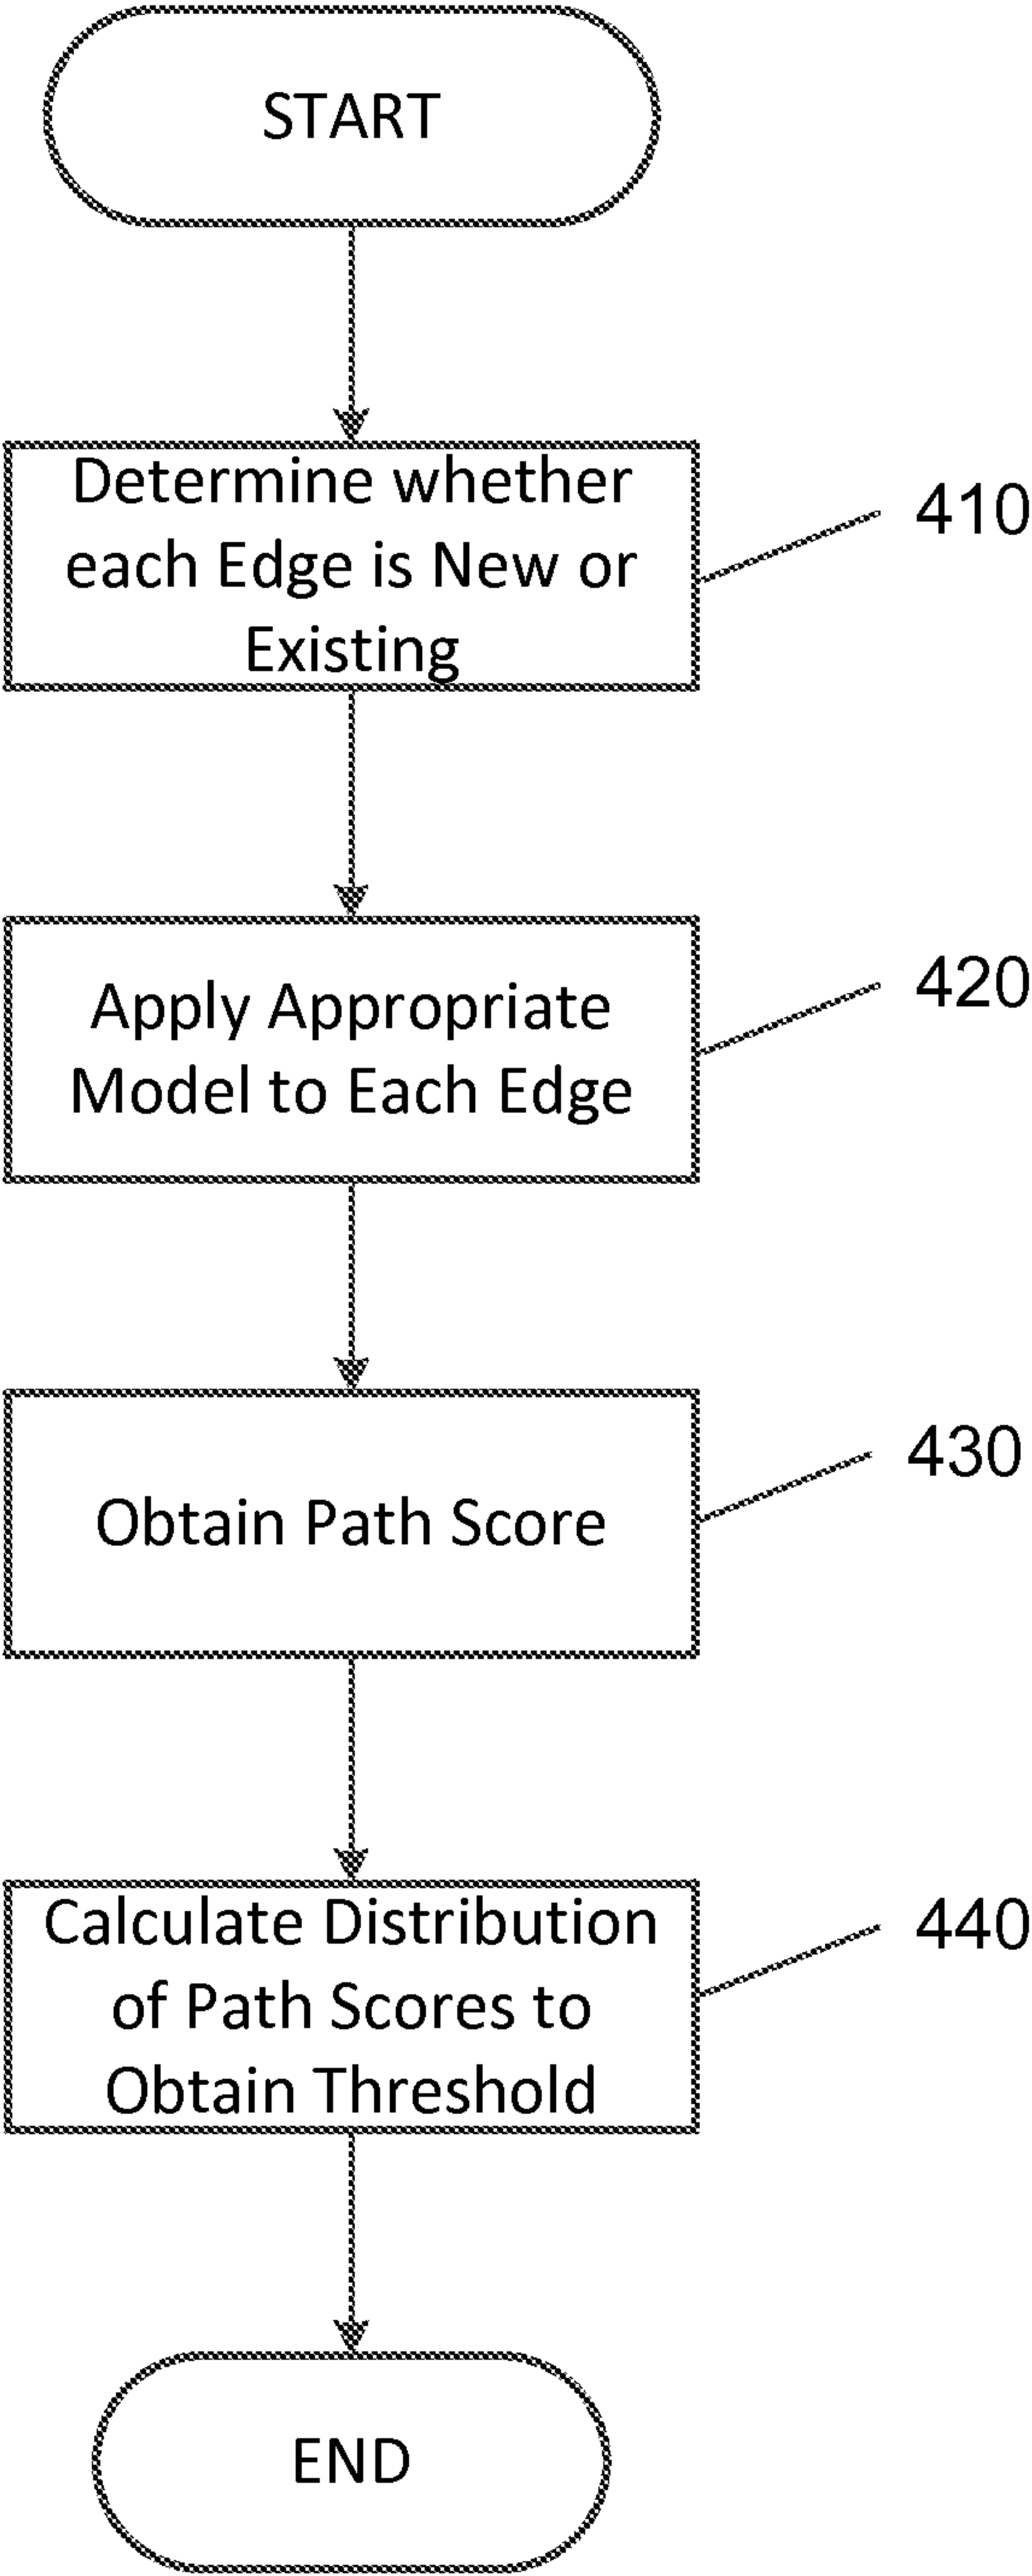 START
Determine whether
each Edge is New or
Existing
410
Apply Appropriate
Model to Each Edge
420
Obtain Path Score
430
Calculate Distribution
of Path Scores to
Obtain Threshold
440
END